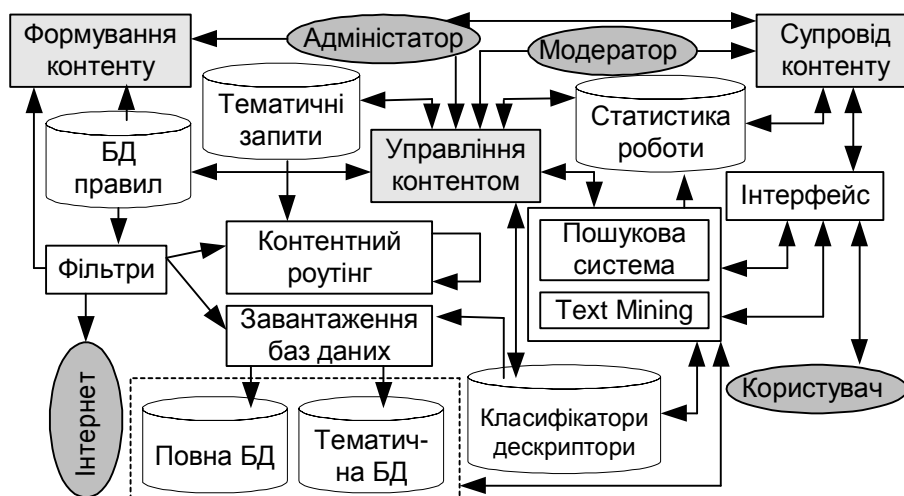 Формування
контенту
Адміністатор
Модератор
Супровід
контенту
Тематичні
запити
Статистика
роботи
БД
правил
Управління
контентом
Інтерфейс
Фільтри
Контентний
роутінг
Пошукова
система
Text Mining
Завантаження
баз даних
Інтернет
Повна БД
Тематич-
на БД
Класифікатори
дескриптори
Користувач